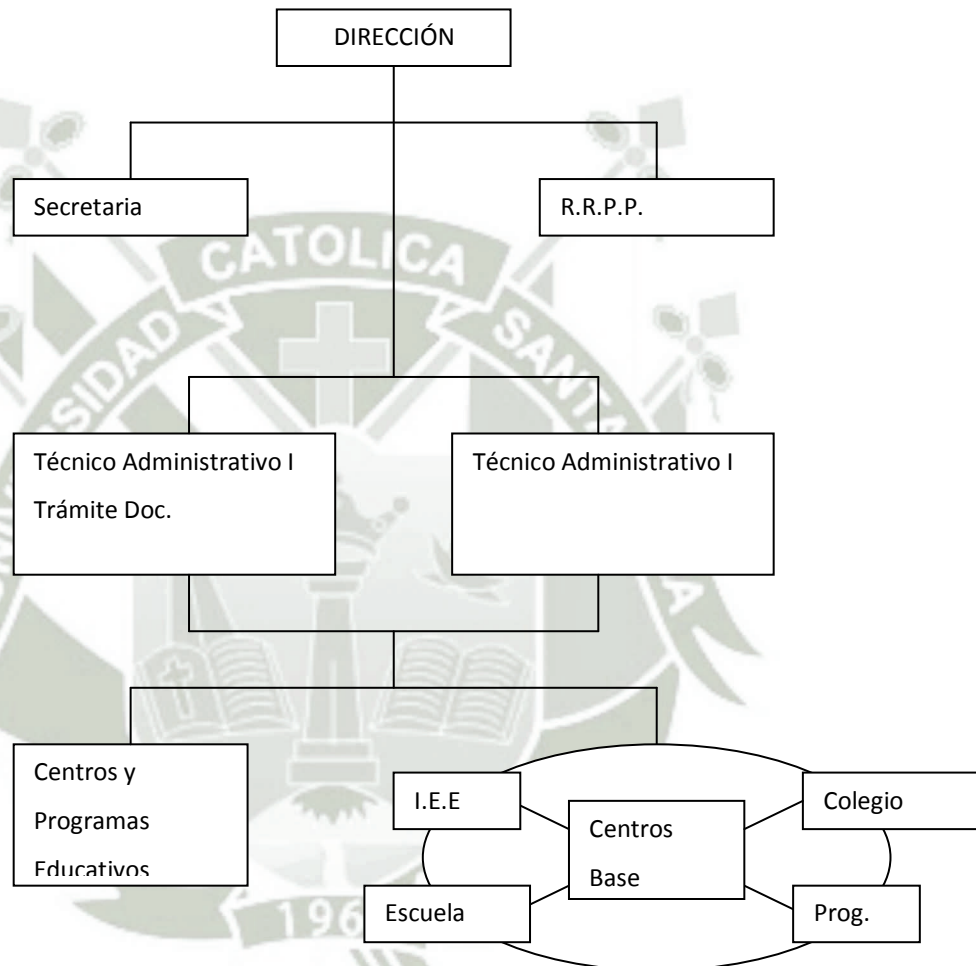 DIRECCIÓN
Secretaria
R.R.P.P.
CATOLICA
SANTA
Técnico Administrativo I
Trámite Doc.
Técnico Administrativo I
Centros y
Programas
Educativos
I.E.E
Colegio
Centros
Base
Escuela
Prog.
196